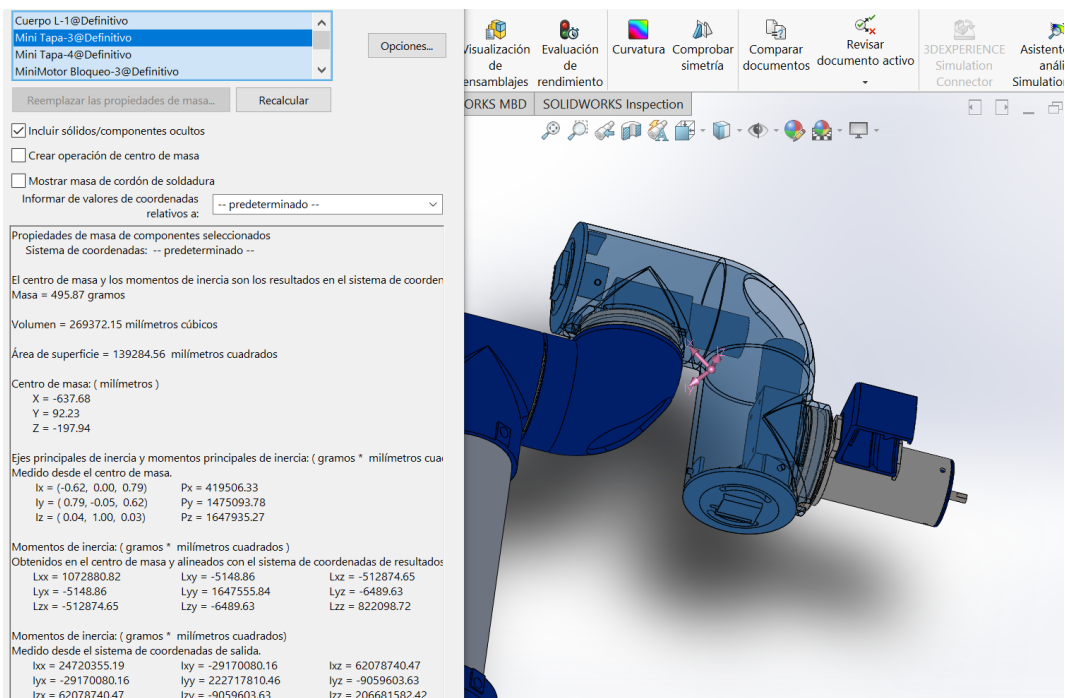 Cuerpo L-1@Definitivo
Mini Tapa-3@Definitivo
Mini Tapa-4@Definitivo
MiniMotor Bloqueo-3@Definitivo
Opciones...
Reemplazar las propiedades de masa...
Recalcular
Incluir sólidos/componentes ocultos
Crear operación de centro de masa
Mostrar masa de cordón de soldadura
Informar de valores de coordenadas
relativos a:
-- predeterminado --
Propiedades de masa de componentes seleccionados
Sistema de coordenadas: -- predeterminado --
El centro de masa y los momentos de inercia son los resultados en el sistema de coorden
Masa = 495.87 gramos
Volumen = 269372.15 milímetros cúbicos
Área de superficie = 139284.56 milímetros cuadrados
Centro de masa: ( milímetros )
X = -637.68
Y = 92.23
Z = -197.94
Ejes principales de inercia y momentos principales de inercia: ( gramos * milímetros cua
Medido desde el centro de masa.
Ix = (-0.62, 0.00, 0.79) Px = 419506.33
Iy = ( 0.79, -0.05, 0.62) Py = 1475093.78
Iz = ( 0.04, 1.00, 0.03) Pz = 1647935.27
Momentos de inercia: ( gramos * milímetros cuadrados )
Obtenidos en el centro de masa y alineados con el sistema de coordenadas de resultados
Lxx = 1072880.82 Lxy = -5148.86 Lxz = -512874.65
Lyx = -5148.86 Lyy = 1647555.84 Lyz = -6489.63
Lzx = -512874.65 Lzy = -6489.63 Lzz = 822098.72
Momentos de inercia: ( gramos * milímetros cuadrados)
Medido desde el sistema de coordenadas de salida.
Ixx = 24720355.19 Ixy = -29170080.16 Ixz = 62078740.47
Iyx = -29170080.16 Iyy = 222717810.46 Iyz = -9059603.63
Izx = 62078740.47 Izy = -9059603.63 Izz = 206681582.42
Visualización
de
ensamblajes
Evaluación
de
rendimiento
Curvatura
Comprobar
simetría
Comparar
documentos
Revisar
documento activo
3DEXPERIENCE
Simulation
Connector
Asistent
análi
Simulatio
ORKS MBD
SOLIDWORKS Inspection